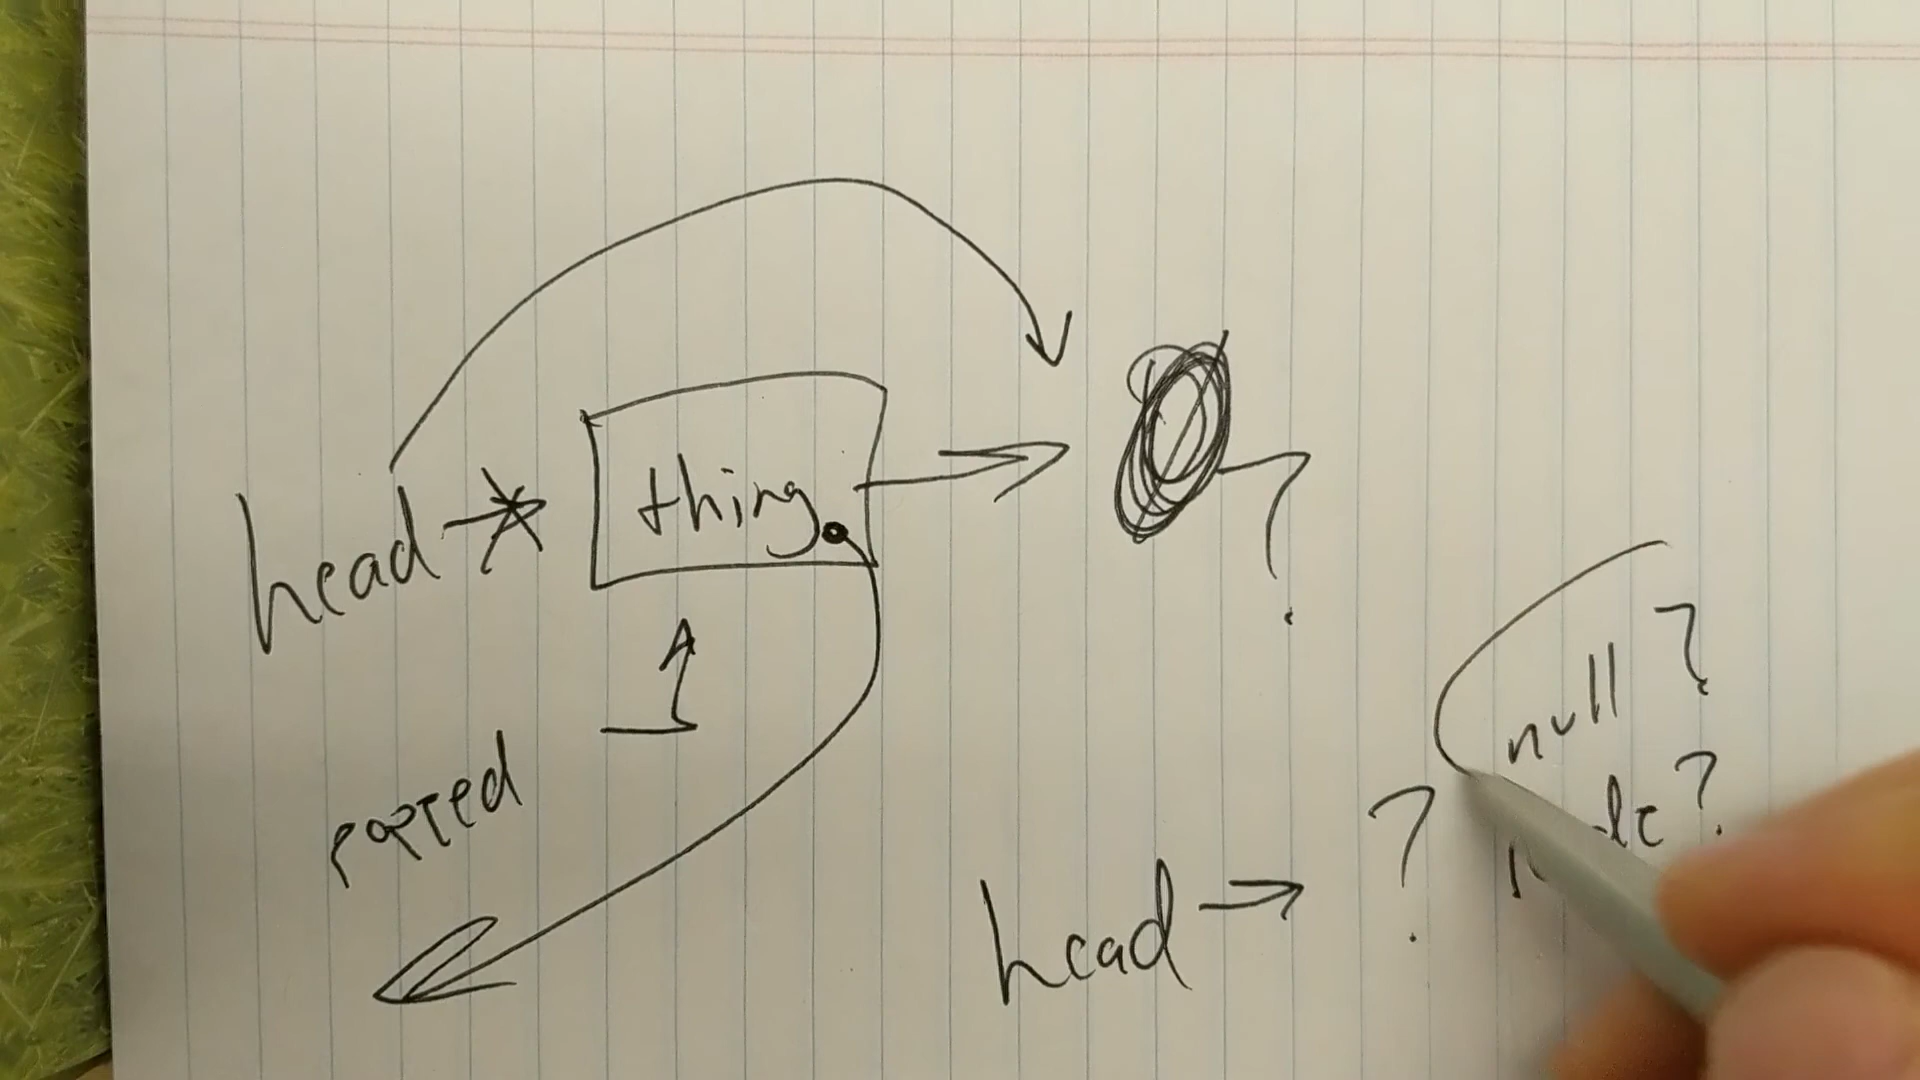 head
thing
?
popped
null ?
?
head ?